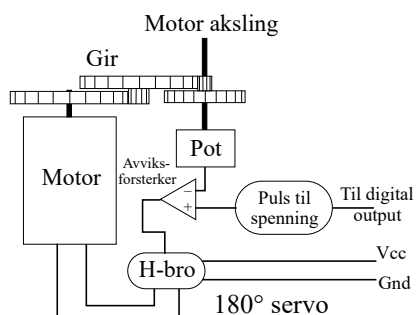 Motor aksling
Gir
Pot
Avviks-
forsterker
Motor
−
+
Puls til
spenning
Til digital
output
H-bro
Vcc
Gnd
180° servo